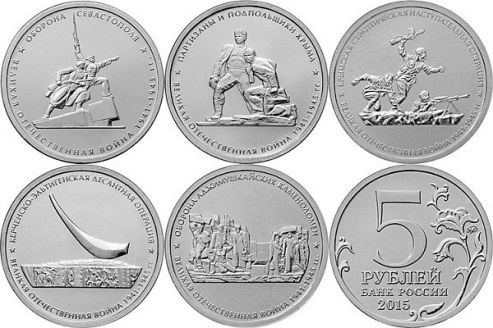 ОБОРОНА СЕВАСТОПОЛЯ
ВЕЛИКАЯ ОТЕЧЕСТВЕННАЯ ВОЙНА 1941-1945 гг.
ПАРТИЗАНЫ И ПОДПОЛЬЩИКИ КРЫМА
ВЕЛИКАЯ ОТЕЧЕСТВЕННАЯ ВОЙНА 1941-1945 гг.
КРЫМСКАЯ СТРАТЕГИЧЕСКАЯ НАСТУПАТЕЛЬНАЯ ОПЕРАЦИЯ
ВЕЛИКАЯ ОТЕЧЕСТВЕННАЯ ВОЙНА 1941-1945 гг.
КЕРЧЕНСКО-ЭЛЬТИГЕНСКАЯ ДЕСАНТНАЯ ОПЕРАЦИЯ
ВЕЛИКАЯ ОТЕЧЕСТВЕННАЯ ВОЙНА 1941-1945 гг.
ОБОРОНА АДЖИМУШКАЙСКИХ КАМЕНОЛОМЕН
ВЕЛИКАЯ ОТЕЧЕСТВЕННАЯ ВОЙНА 1941-1945 гг.
5
РУБЛЕЙ
БАНК РОССИИ
2015